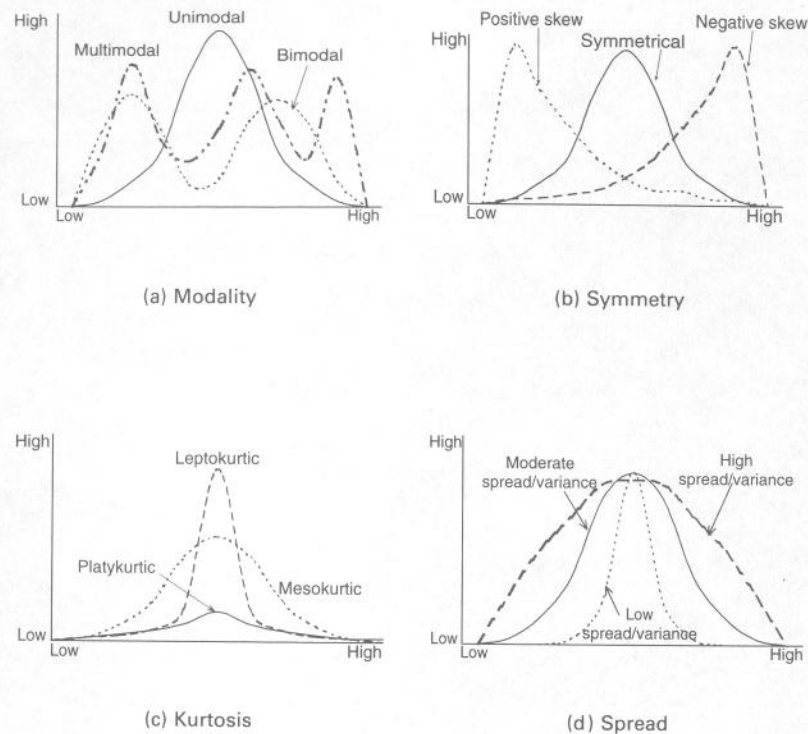 High
Unimodal
Multimodal
Bimodal
Low
Low
High
(a) Modality
Positive skew
Negative skew
High
Symmetrical
Low
Low
High
(b) Symmetry
High
Leptokurtic
Platykurtic
Mesokurtic
Low
Low
High
(c) Kurtosis
High
Moderate
spread/variance
High
spread/variance
Low
spread/variance
Low
Low
High
(d) Spread